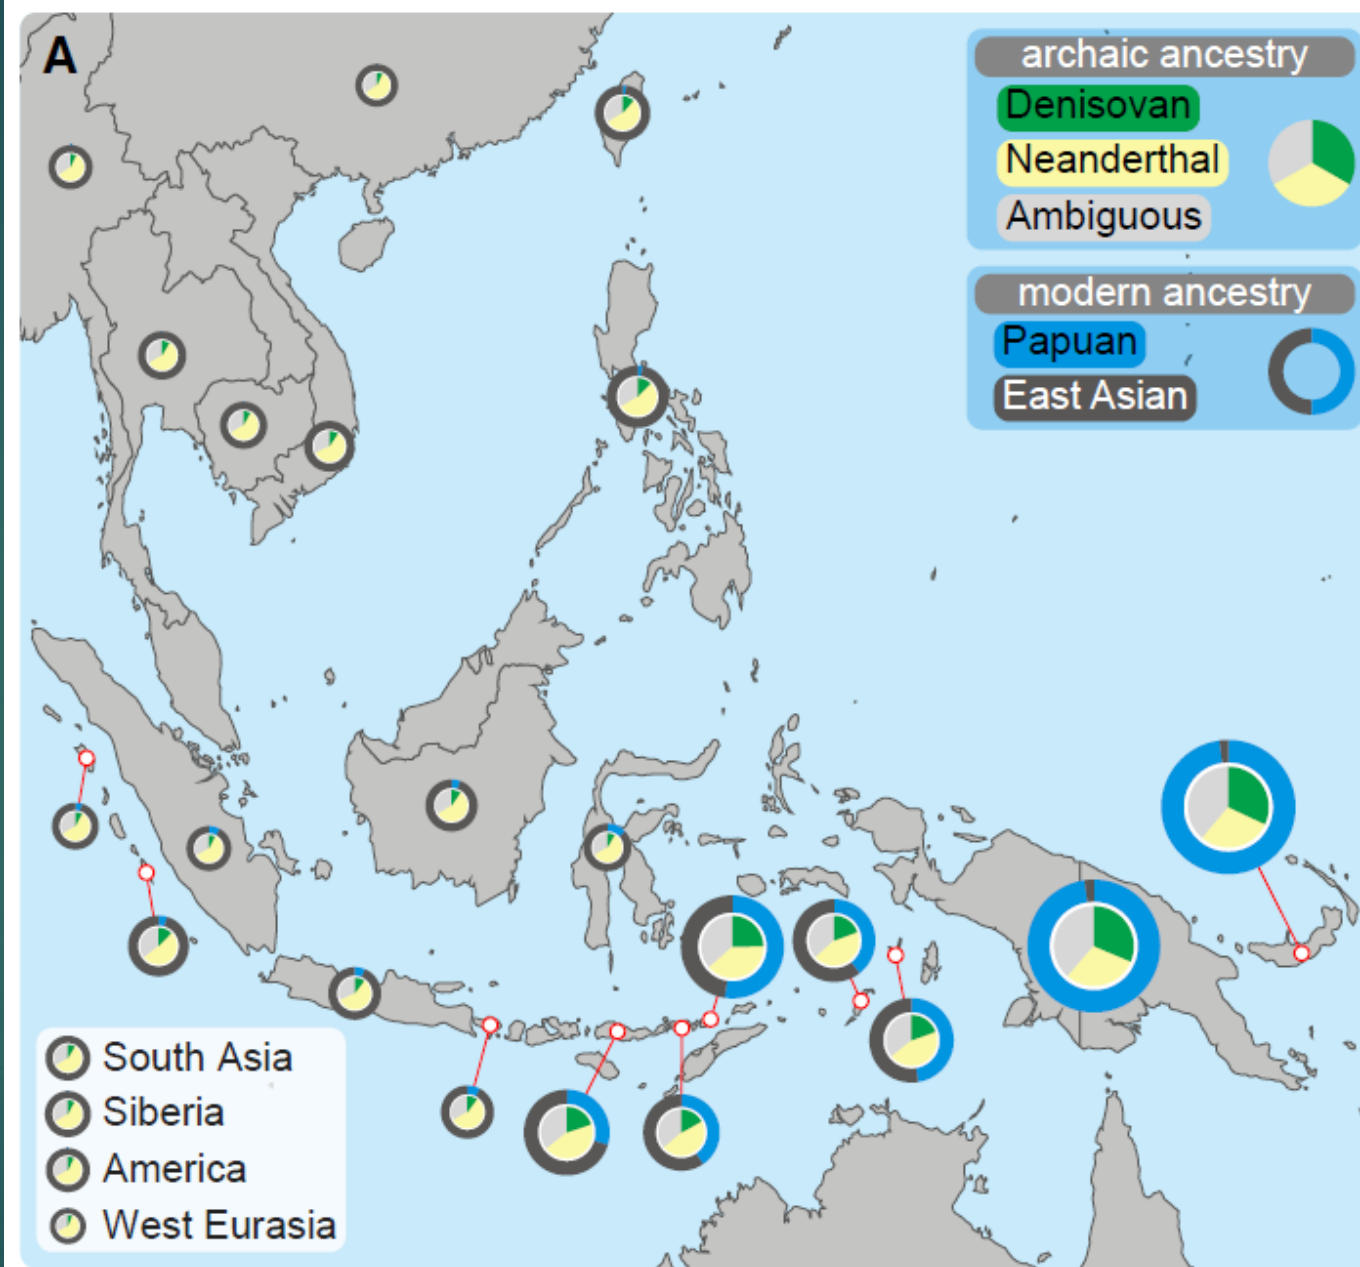 A
archaic ancestry
Denisovan
Neanderthal
Ambiguous
modern ancestry
Papuan
East Asian
South Asia
Siberia
America
West Eurasia